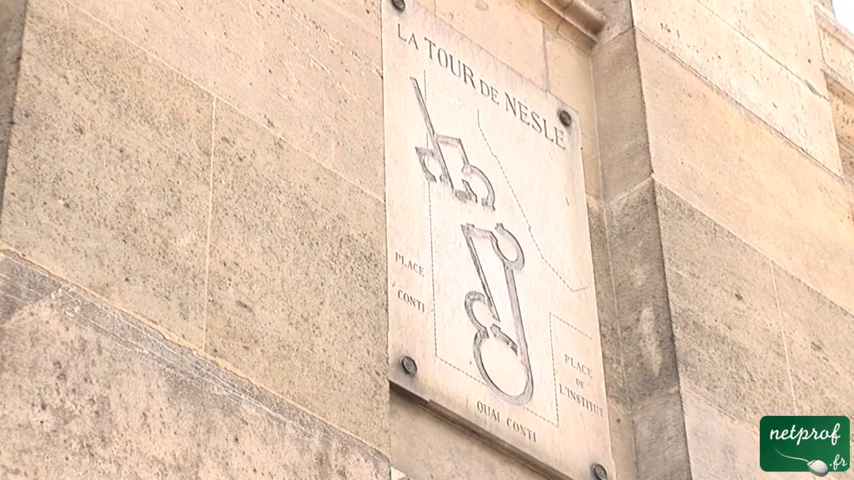 LA TOUR DE NESLE
PLACE
CONTI
PLACE
DE
L'INSTITUT
QUAI CONTI
netprof
.fr